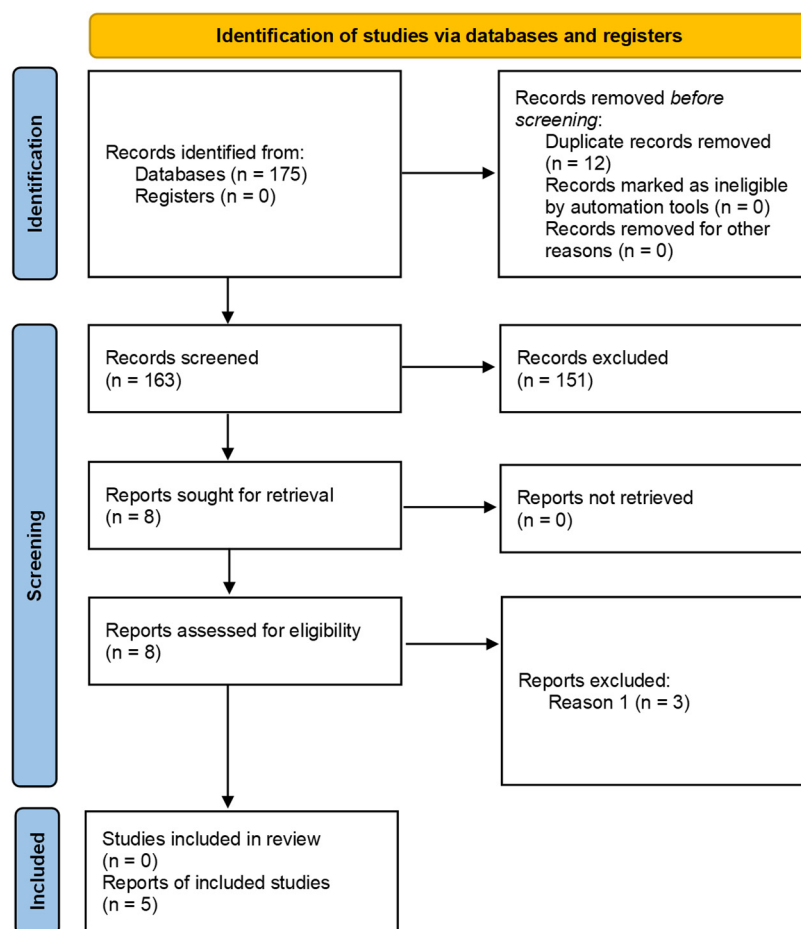 Identification of studies via databases and registers
Identification
Records identified from:
Databases (n = 175)
Registers (n = 0)
Records removed before
screening:
Duplicate records removed
(n = 12)
Records marked as ineligible
by automation tools (n = 0)
Records removed for other
reasons (n = 0)
Screening
Records screened
(n = 163)
Records excluded
(n = 151)
Reports sought for retrieval
(n = 8)
Reports not retrieved
(n = 0)
Reports assessed for eligibility
(n = 8)
Reports excluded:
Reason 1 (n = 3)
Included
Studies included in review
(n = 0)
Reports of included studies
(n = 5)